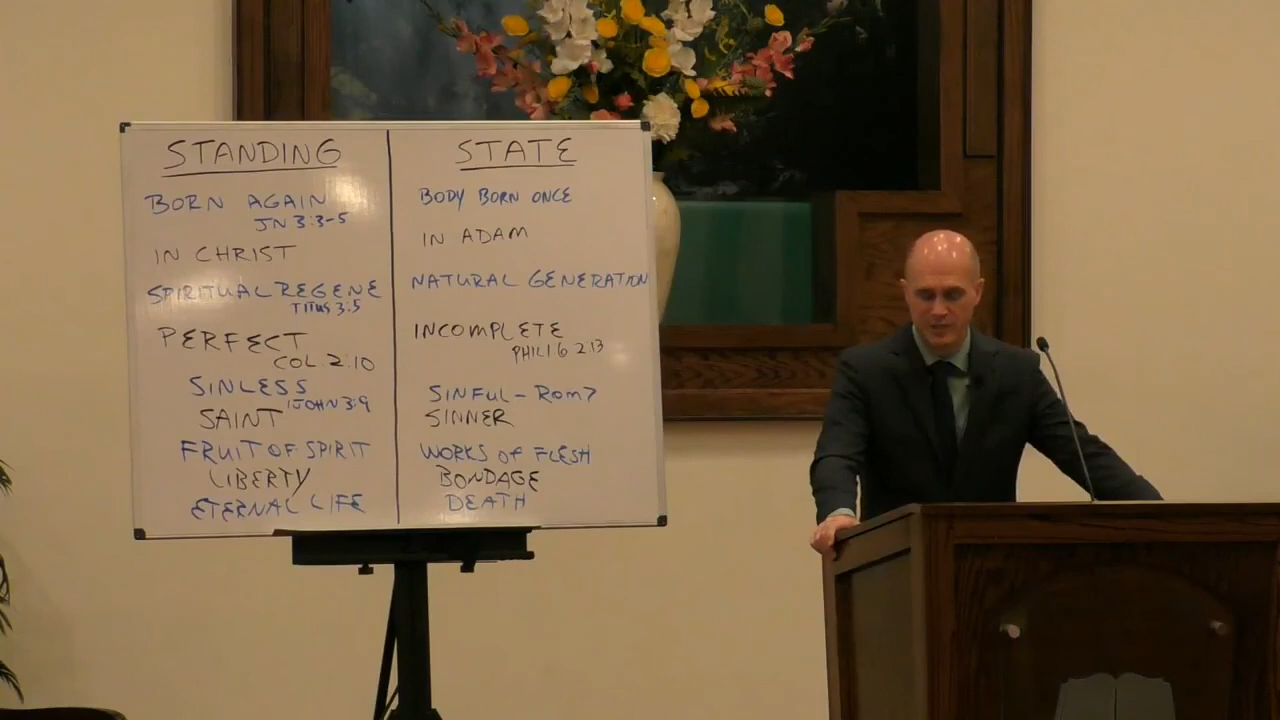 STANDING
BORN AGAIN
JN 3:3-5
IN CHRIST
SPIRITUAL REGENE
TITUS 3:5
PERFECT
COL 2:10
SINLESS
1JOHN 3:9
SAINT
FRUIT OF SPIRIT
LIBERTY
ETERNAL LIFE
STATE
BODY BORN ONCE
IN ADAM
NATURAL GENERATION
INCOMPLETE
PHIL 1 6 2:13
SINFUL - ROM 7
SINNER
WORKS OF FLESH
BONDAGE
DEATH